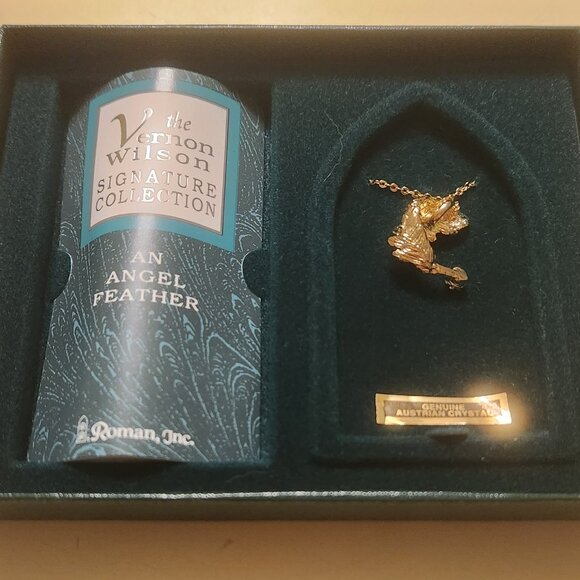 the
Vernon
Wilson
SIGNATURE
COLLECTION
AN
ANGEL
FEATHER
Roman, Inc.
GENUINE
AUSTRIAN CRYSTAL